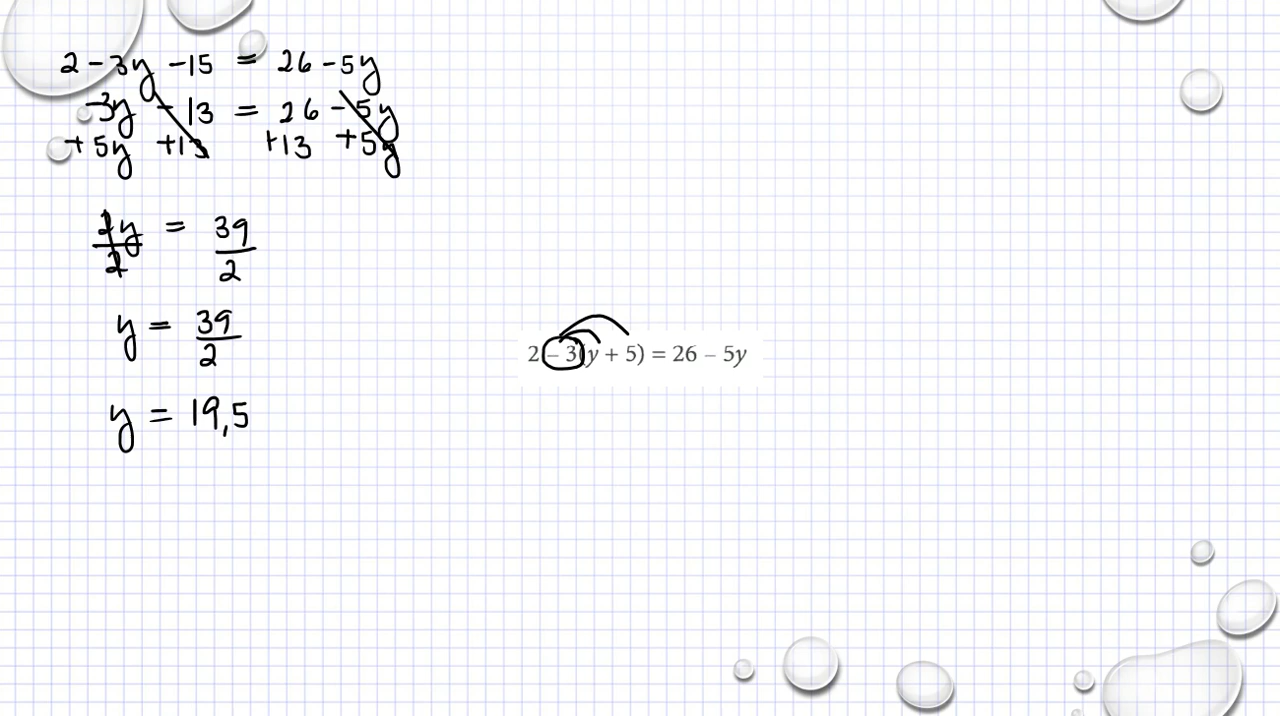 2 - 3y - 15 = 26 - 5y
-3y - 13 = 26 - 5y
+ 5y + 13 + 13 + 5y
2y/2 = 39/2
y = 39/2
y = 19,5
2 – 3(y + 5) = 26 – 5y